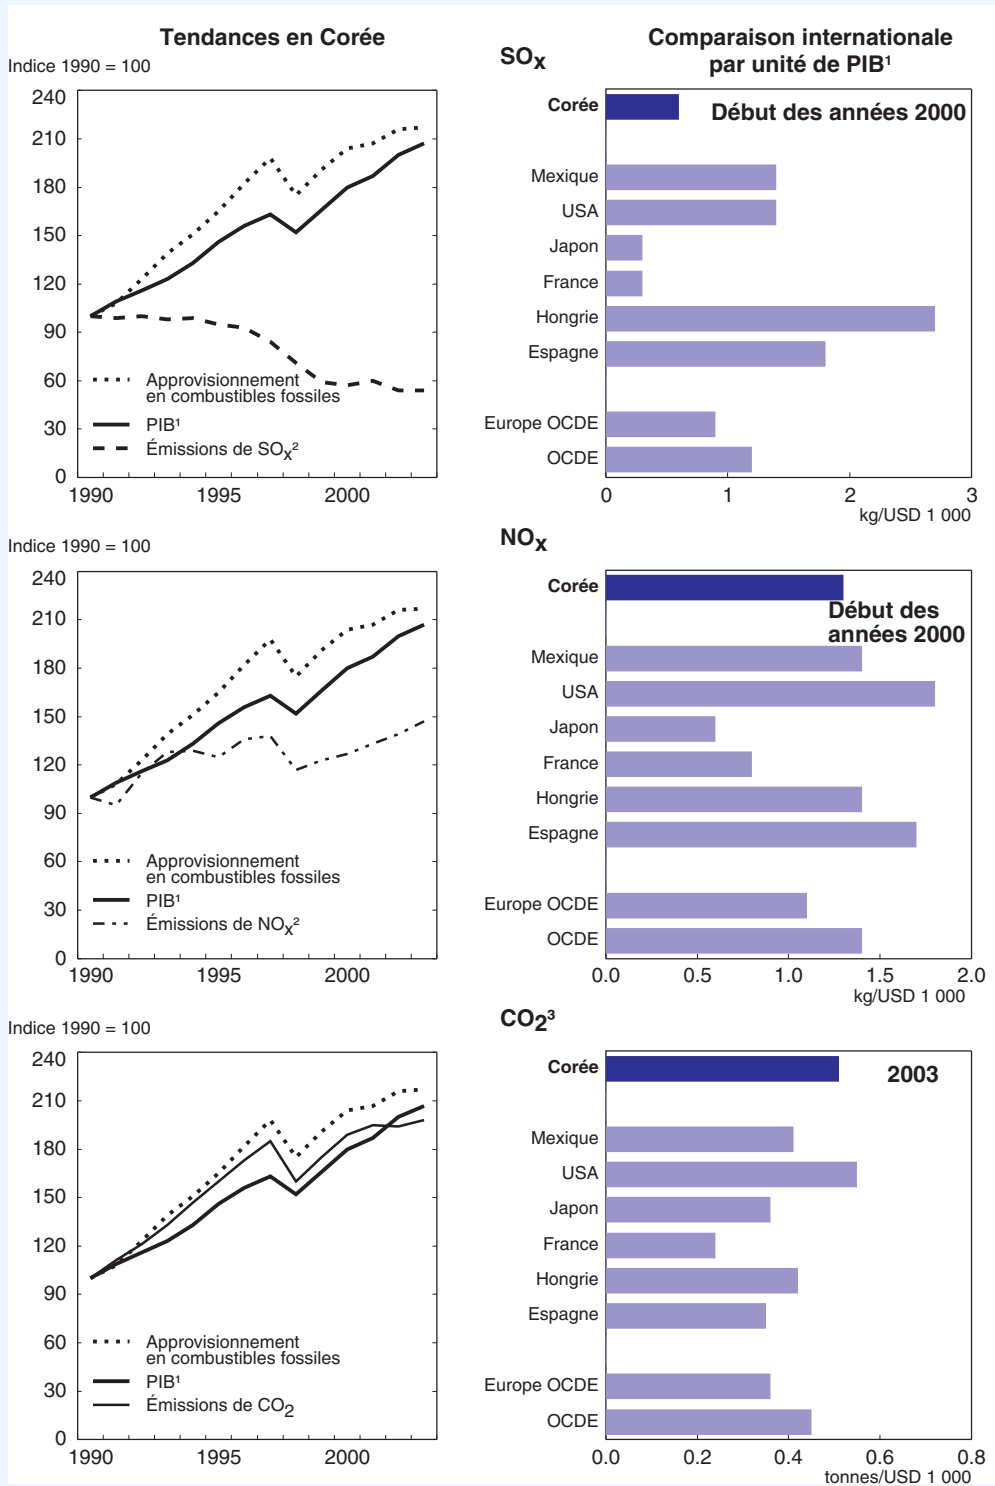 Tendances en Corée
SOx
Comparaison internationale
par unité de PIB¹
Indice 1990 = 100
240
210
180
150
120
90
60
30
0
1990
1995
2000
Approvisionnement
en combustibles fossiles
PIB¹
Émissions de SOx²
Corée
Début des années 2000
Mexique
USA
Japon
France
Hongrie
Espagne
Europe OCDE
OCDE
0
1
2
3
kg/USD 1 000
NOx
Indice 1990 = 100
240
210
180
150
120
90
60
30
0
1990
1995
2000
Approvisionnement
en combustibles fossiles
PIB¹
Émissions de NOx²
Corée
Début des
années 2000
Mexique
USA
Japon
France
Hongrie
Espagne
Europe OCDE
OCDE
0.0
0.5
1.0
1.5
2.0
kg/USD 1 000
CO2³
Indice 1990 = 100
240
210
180
150
120
90
60
30
0
1990
1995
2000
Approvisionnement
en combustibles fossiles
PIB¹
Émissions de CO2
Corée
2003
Mexique
USA
Japon
France
Hongrie
Espagne
Europe OCDE
OCDE
0.0
0.2
0.4
0.6
0.8
tonnes/USD 1 000